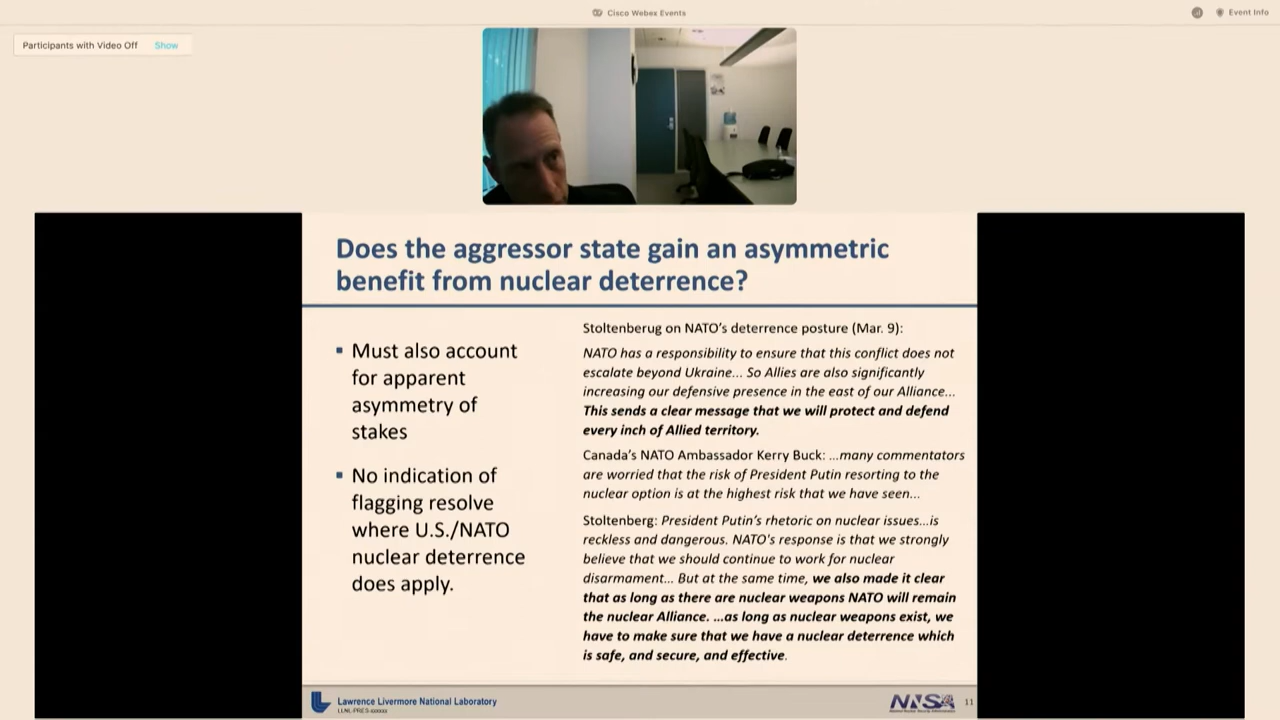 Cisco Webex Events
Event Info
Participants with Video Off Show
Does the aggressor state gain an asymmetric
benefit from nuclear deterrence?
▪ Must also account
for apparent
asymmetry of
stakes
▪ No indication of
flagging resolve
where U.S./NATO
nuclear deterrence
does apply.
Stoltenberug on NATO's deterrence posture (Mar. 9):
NATO has a responsibility to ensure that this conflict does not
escalate beyond Ukraine... So Allies are also significantly
increasing our defensive presence in the east of our Alliance...
This sends a clear message that we will protect and defend
every inch of Allied territory.
Canada's NATO Ambassador Kerry Buck: ...many commentators
are worried that the risk of President Putin resorting to the
nuclear option is at the highest risk that we have seen...
Stoltenberg: President Putin's rhetoric on nuclear issues...is
reckless and dangerous. NATO's response is that we strongly
believe that we should continue to work for nuclear
disarmament... But at the same time, we also made it clear
that as long as there are nuclear weapons NATO will remain
the nuclear Alliance. ...as long as nuclear weapons exist, we
have to make sure that we have a nuclear deterrence which
is safe, and secure, and effective.
Lawrence Livermore National Laboratory
LLNL-PRES-xxxxxx
NNSA
11